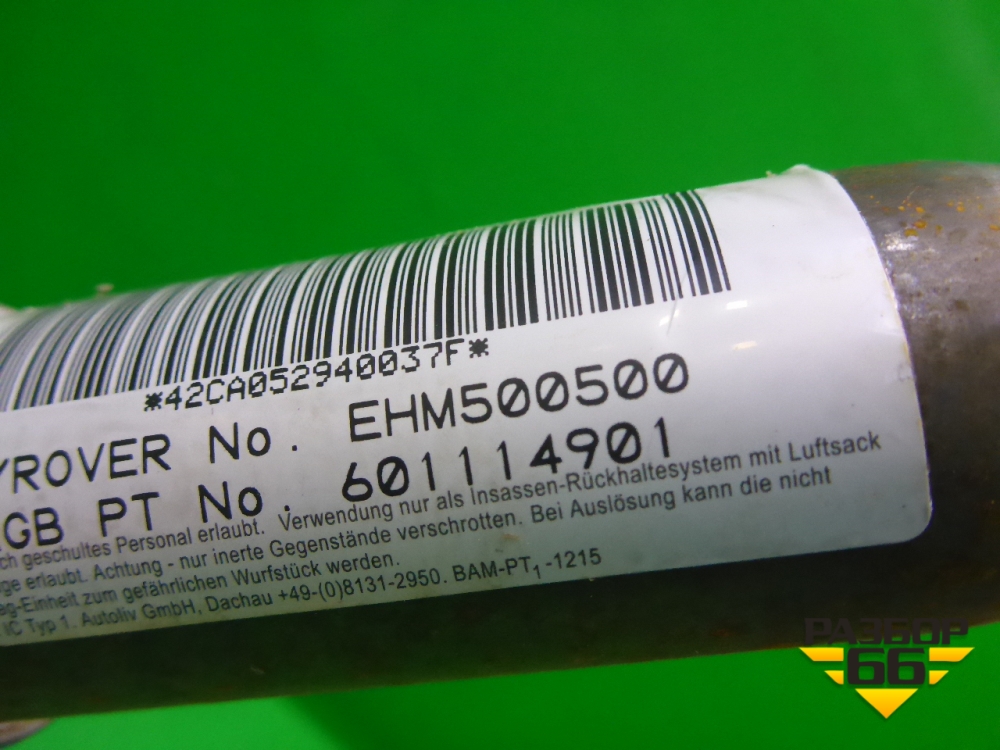 *42CA052940037F*
ROVER No. EHM500500
GB PT No. 601114901
geschultes Personal erlaubt. Verwendung nur als Insassen-Rückhaltesystem mit Luftsack
erlaubt. Achtung - nur inerte Gegenstände verschrotten. Bei Auslösung kann die nicht
-Einheit zum gefährlichen Wurfstück werden.
IC Typ 1. Autoliv GmbH, Dachau +49-(0)8131-2950. BAM-PT1-1215
РАЗБОР
66